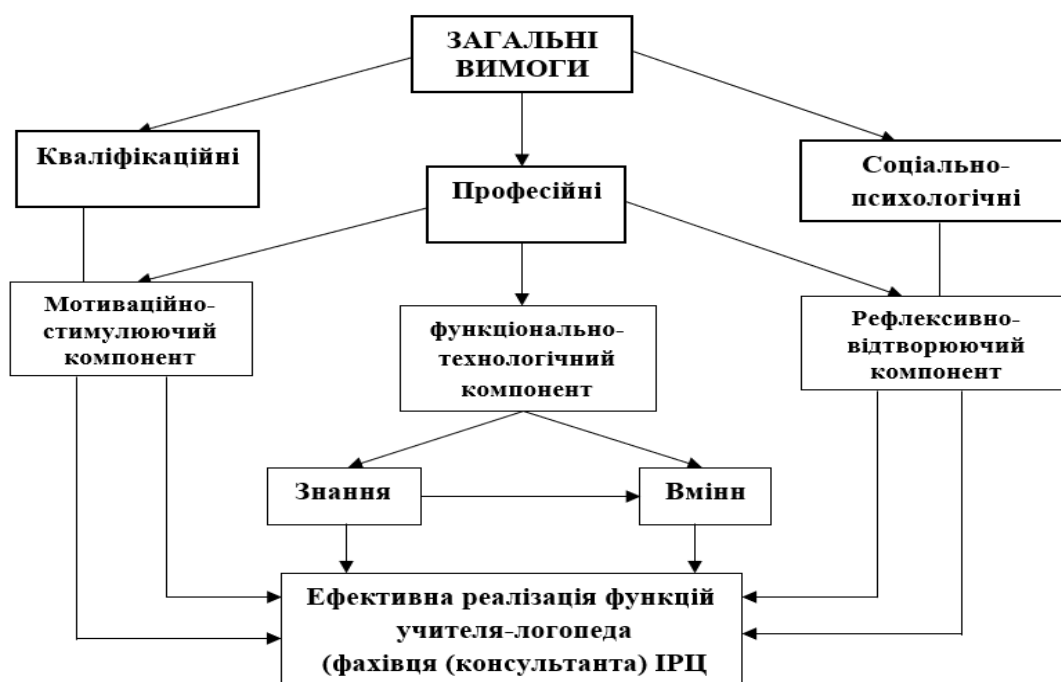 ЗАГАЛЬНІ
ВИМОГИ
Кваліфікаційні
Професійні
Соціально-
психологічні
Мотиваційно-
стимулюючий
компонент
функціонально-
технологічний
компонент
Рефлексивно-
відтворюючий
компонент
Знання
Вмінн
Ефективна реалізація функцій
учителя-логопеда
(фахівця (консультанта) ІРЦ